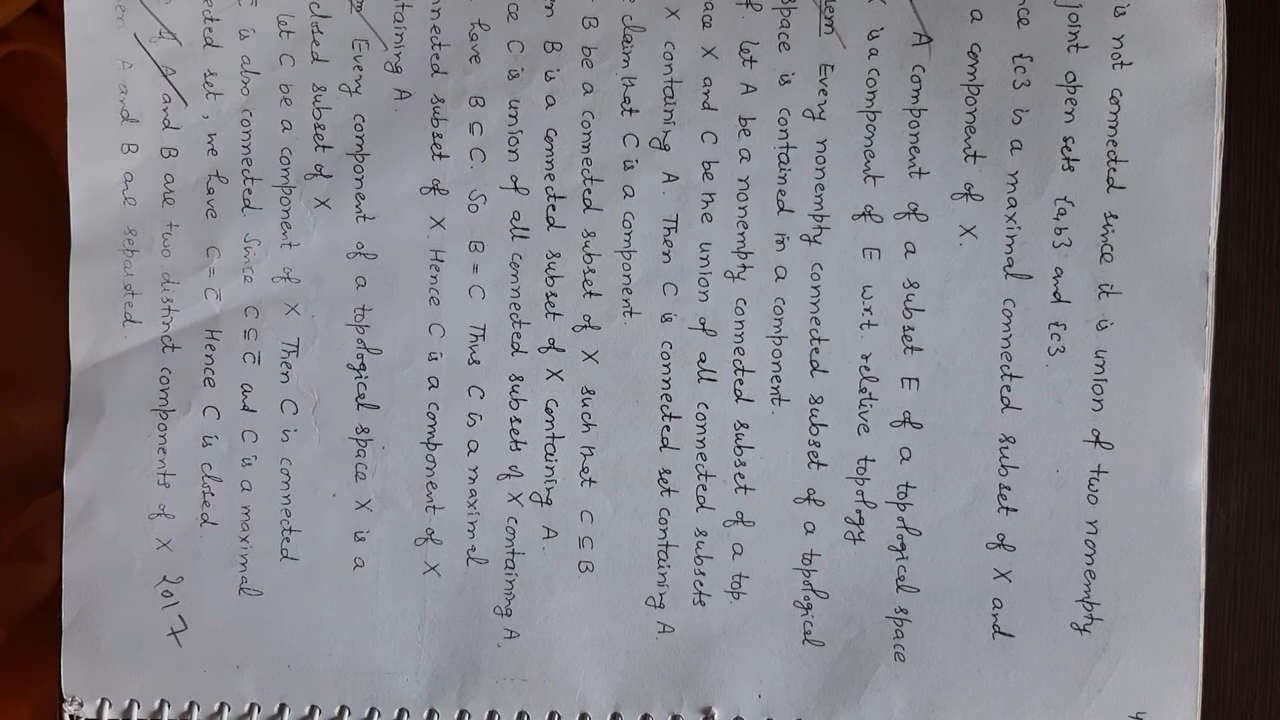 is not connected since it is union of two nonempty
joint open sets {a,b} and {c}.
nce {c} is a maximal connected subset of X and
a component of X.
A component of a subset E of a topological space
X is a component of E w.r.t. relative topology.
Every nonempty connected subset of a topological
space is contained in a component.
f. Let A be a nonempty connected subset of a top.
ace X and C be the union of all connected subsets
X containing A. Then C is connected set containing A.
claim that C is a component.
B be a connected subset of X such that C ⊆ B
en B is a connected subset of X containing A.
ce C is union of all connected subsets of X containing A,
have B ⊆ C. So B = C Thus C is a maximal
nnected subset of X. Hence C is a component of X
taining A.
Every component of a topological space X is a
closed subset of X
let C be a component of X Then C is connected
C̅ is also connected Since C ⊆ C̅ and C is a maximal
ected set, we have C = C̅ Hence C is closed.
If A and B are two distinct components of X 2017
hen A and B are separated.